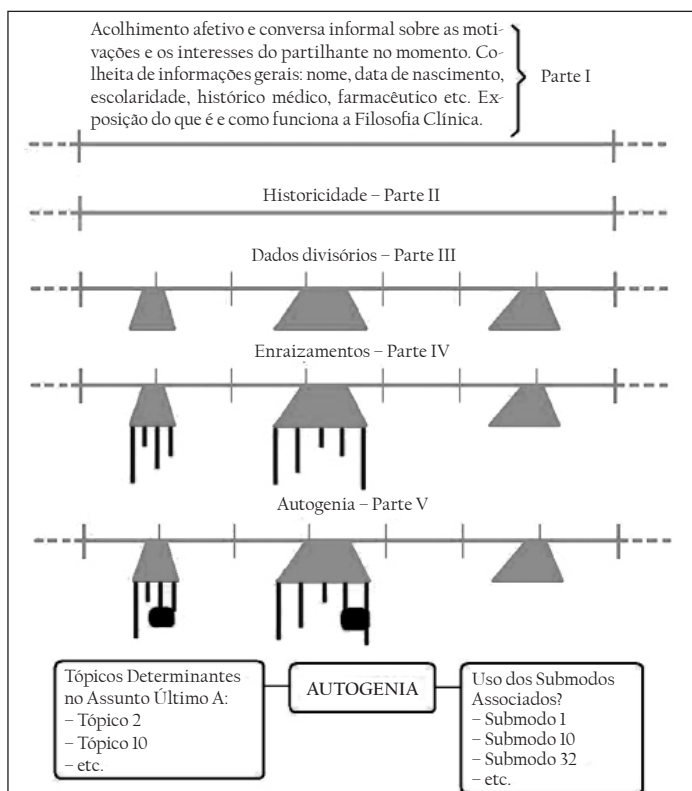 Acolhimento afetivo e conversa informal sobre as moti-
vações e os interesses do partilhante no momento. Co-
lheita de informações gerais: nome, data de nascimento,
escolaridade, histórico médico, farmacêutico etc. Ex-
posição do que é e como funciona a Filosofia Clínica.
Parte I
Historicidade – Parte II
Dados divisórios – Parte III
Enraizamentos – Parte IV
Autogenia – Parte V
Tópicos Determinantes
no Assunto Último A:
– Tópico 2
– Tópico 10
– etc.
AUTOGENIA
Uso dos Submodos
Associados?
– Submodo 1
– Submodo 10
– Submodo 32
– etc.